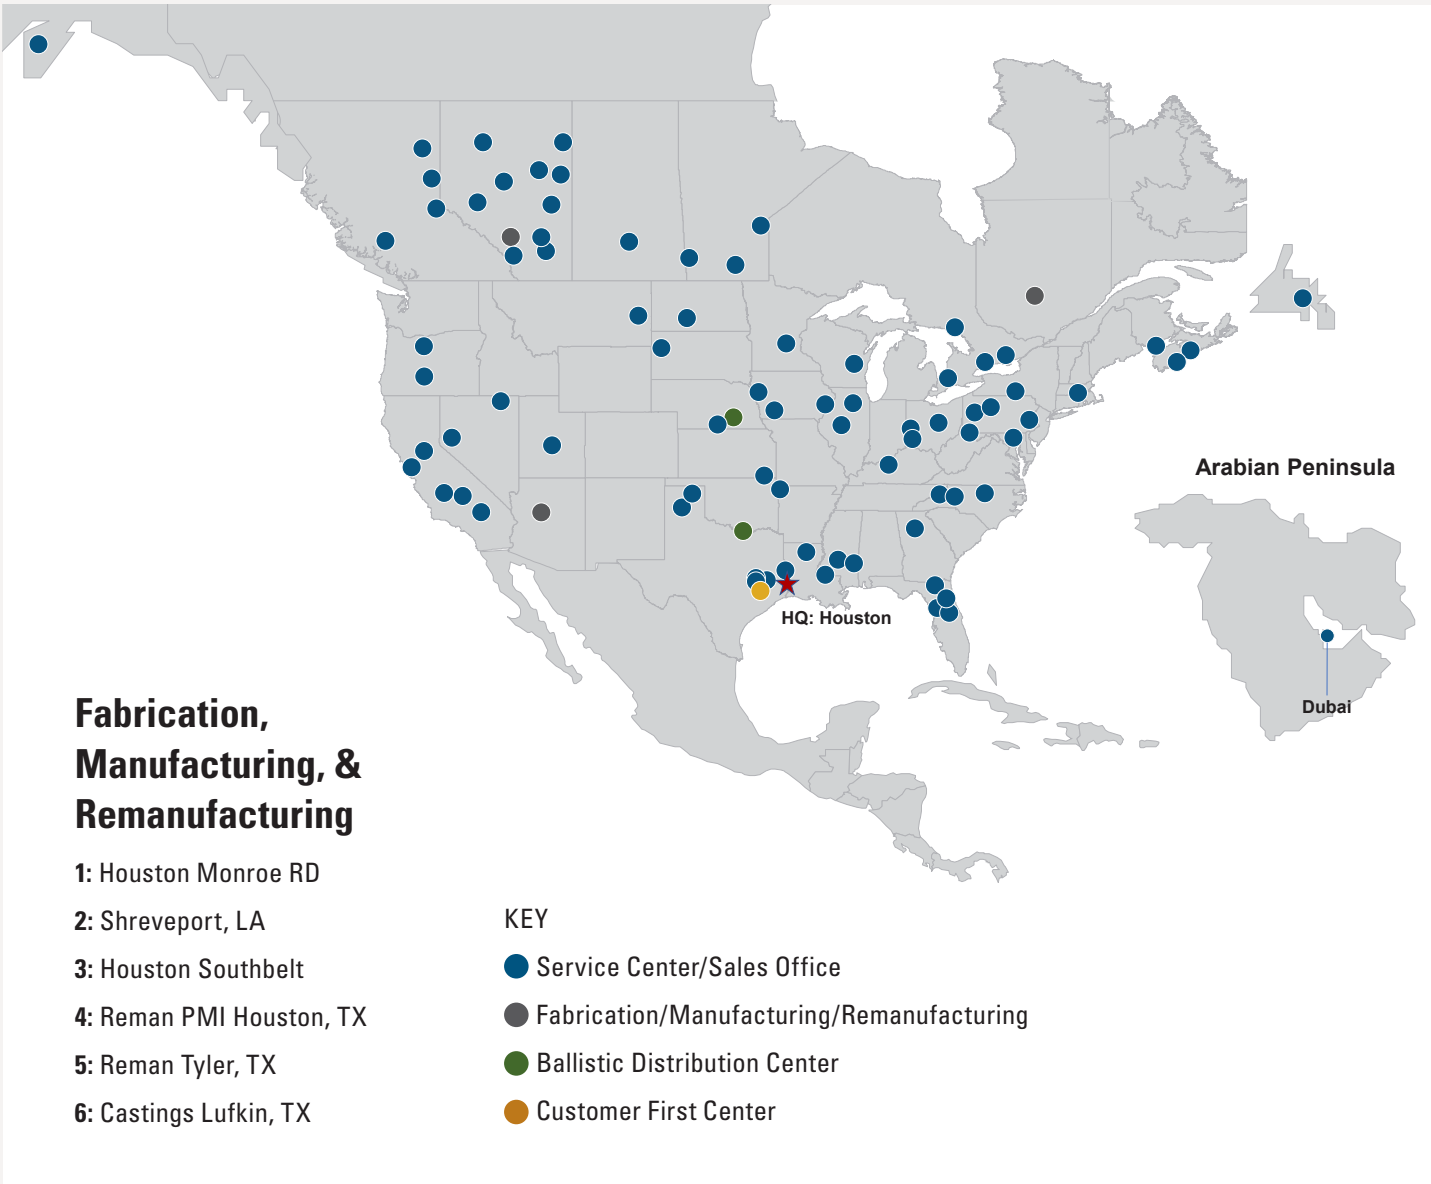 Arabian Peninsula
HQ: Houston
Dubai
Fabrication,
Manufacturing, &
Remanufacturing
1: Houston Monroe RD
2: Shreveport, LA
3: Houston Southbelt
4: Reman PMI Houston, TX
5: Reman Tyler, TX
6: Castings Lufkin, TX
KEY
Service Center/Sales Office
Fabrication/Manufacturing/Remanufacturing
Ballistic Distribution Center
Customer First Center